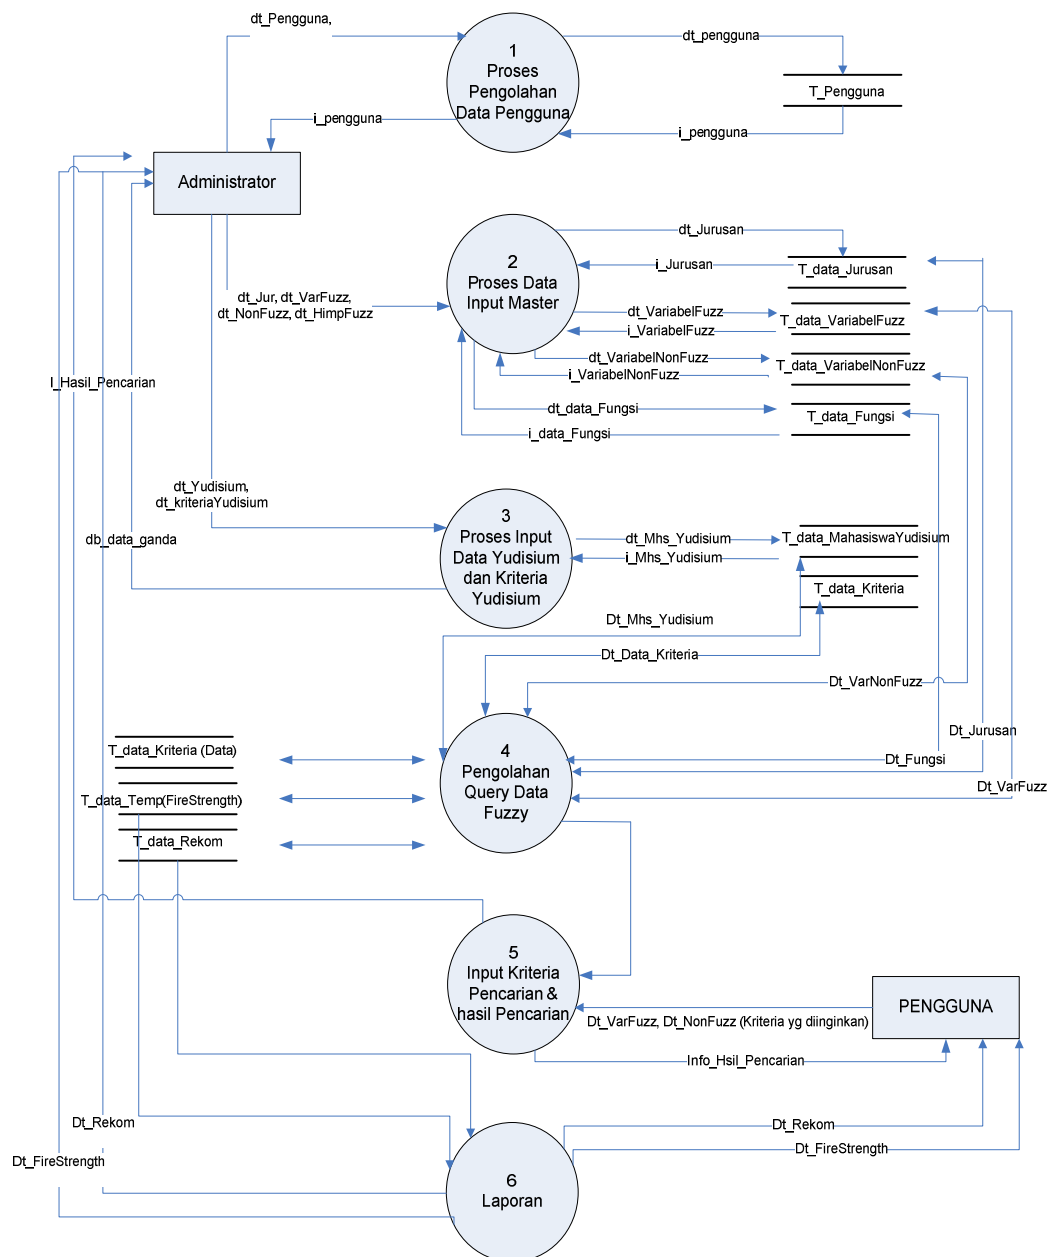 dt_Pengguna,
1
Proses
Pengolahan
Data Pengguna
dt_pengguna
T_Pengguna
i_pengguna
i_pengguna
Administrator
2
Proses Data
Input Master
dt_Jurusan
i_Jurusan
T_data_Jurusan
dt_Jur, dt_VarFuzz,
dt_NonFuzz, dt_HimpFuzz
dt_VariabelFuzz
T_data_VariabelFuzz
i_VariabelFuzz
dt_VariabelNonFuzz
T_data_VariabelNonFuzz
i_VariabelNonFuzz
I_Hasil_Pencarian
dt_data_Fungsi
T_data_Fungsi
i_data_Fungsi
dt_Yudisium,
dt_kriteriaYudisium
db_data_ganda
3
Proses Input
Data Yudisium
dan Kriteria
Yudisium
dt_Mhs_Yudisium
T_data_MahasiswaYudisium
i_Mhs_Yudisium
T_data_Kriteria
Dt_Mhs_Yudisium
Dt_Data_Kriteria
Dt_VarNonFuzz
Dt_Jurusan
Dt_Fungsi
Dt_VarFuzz
4
Pengolahan
Query Data
Fuzzy
T_data_Kriteria (Data)
T_data_Temp(FireStrength)
T_data_Rekom
5
Input Kriteria
Pencarian &
hasil Pencarian
PENGGUNA
Dt_VarFuzz, Dt_NonFuzz (Kriteria yg diinginkan)
Info_Hsil_Pencarian
Dt_Rekom
Dt_FireStrength
Dt_Rekom
Dt_FireStrength
6
Laporan